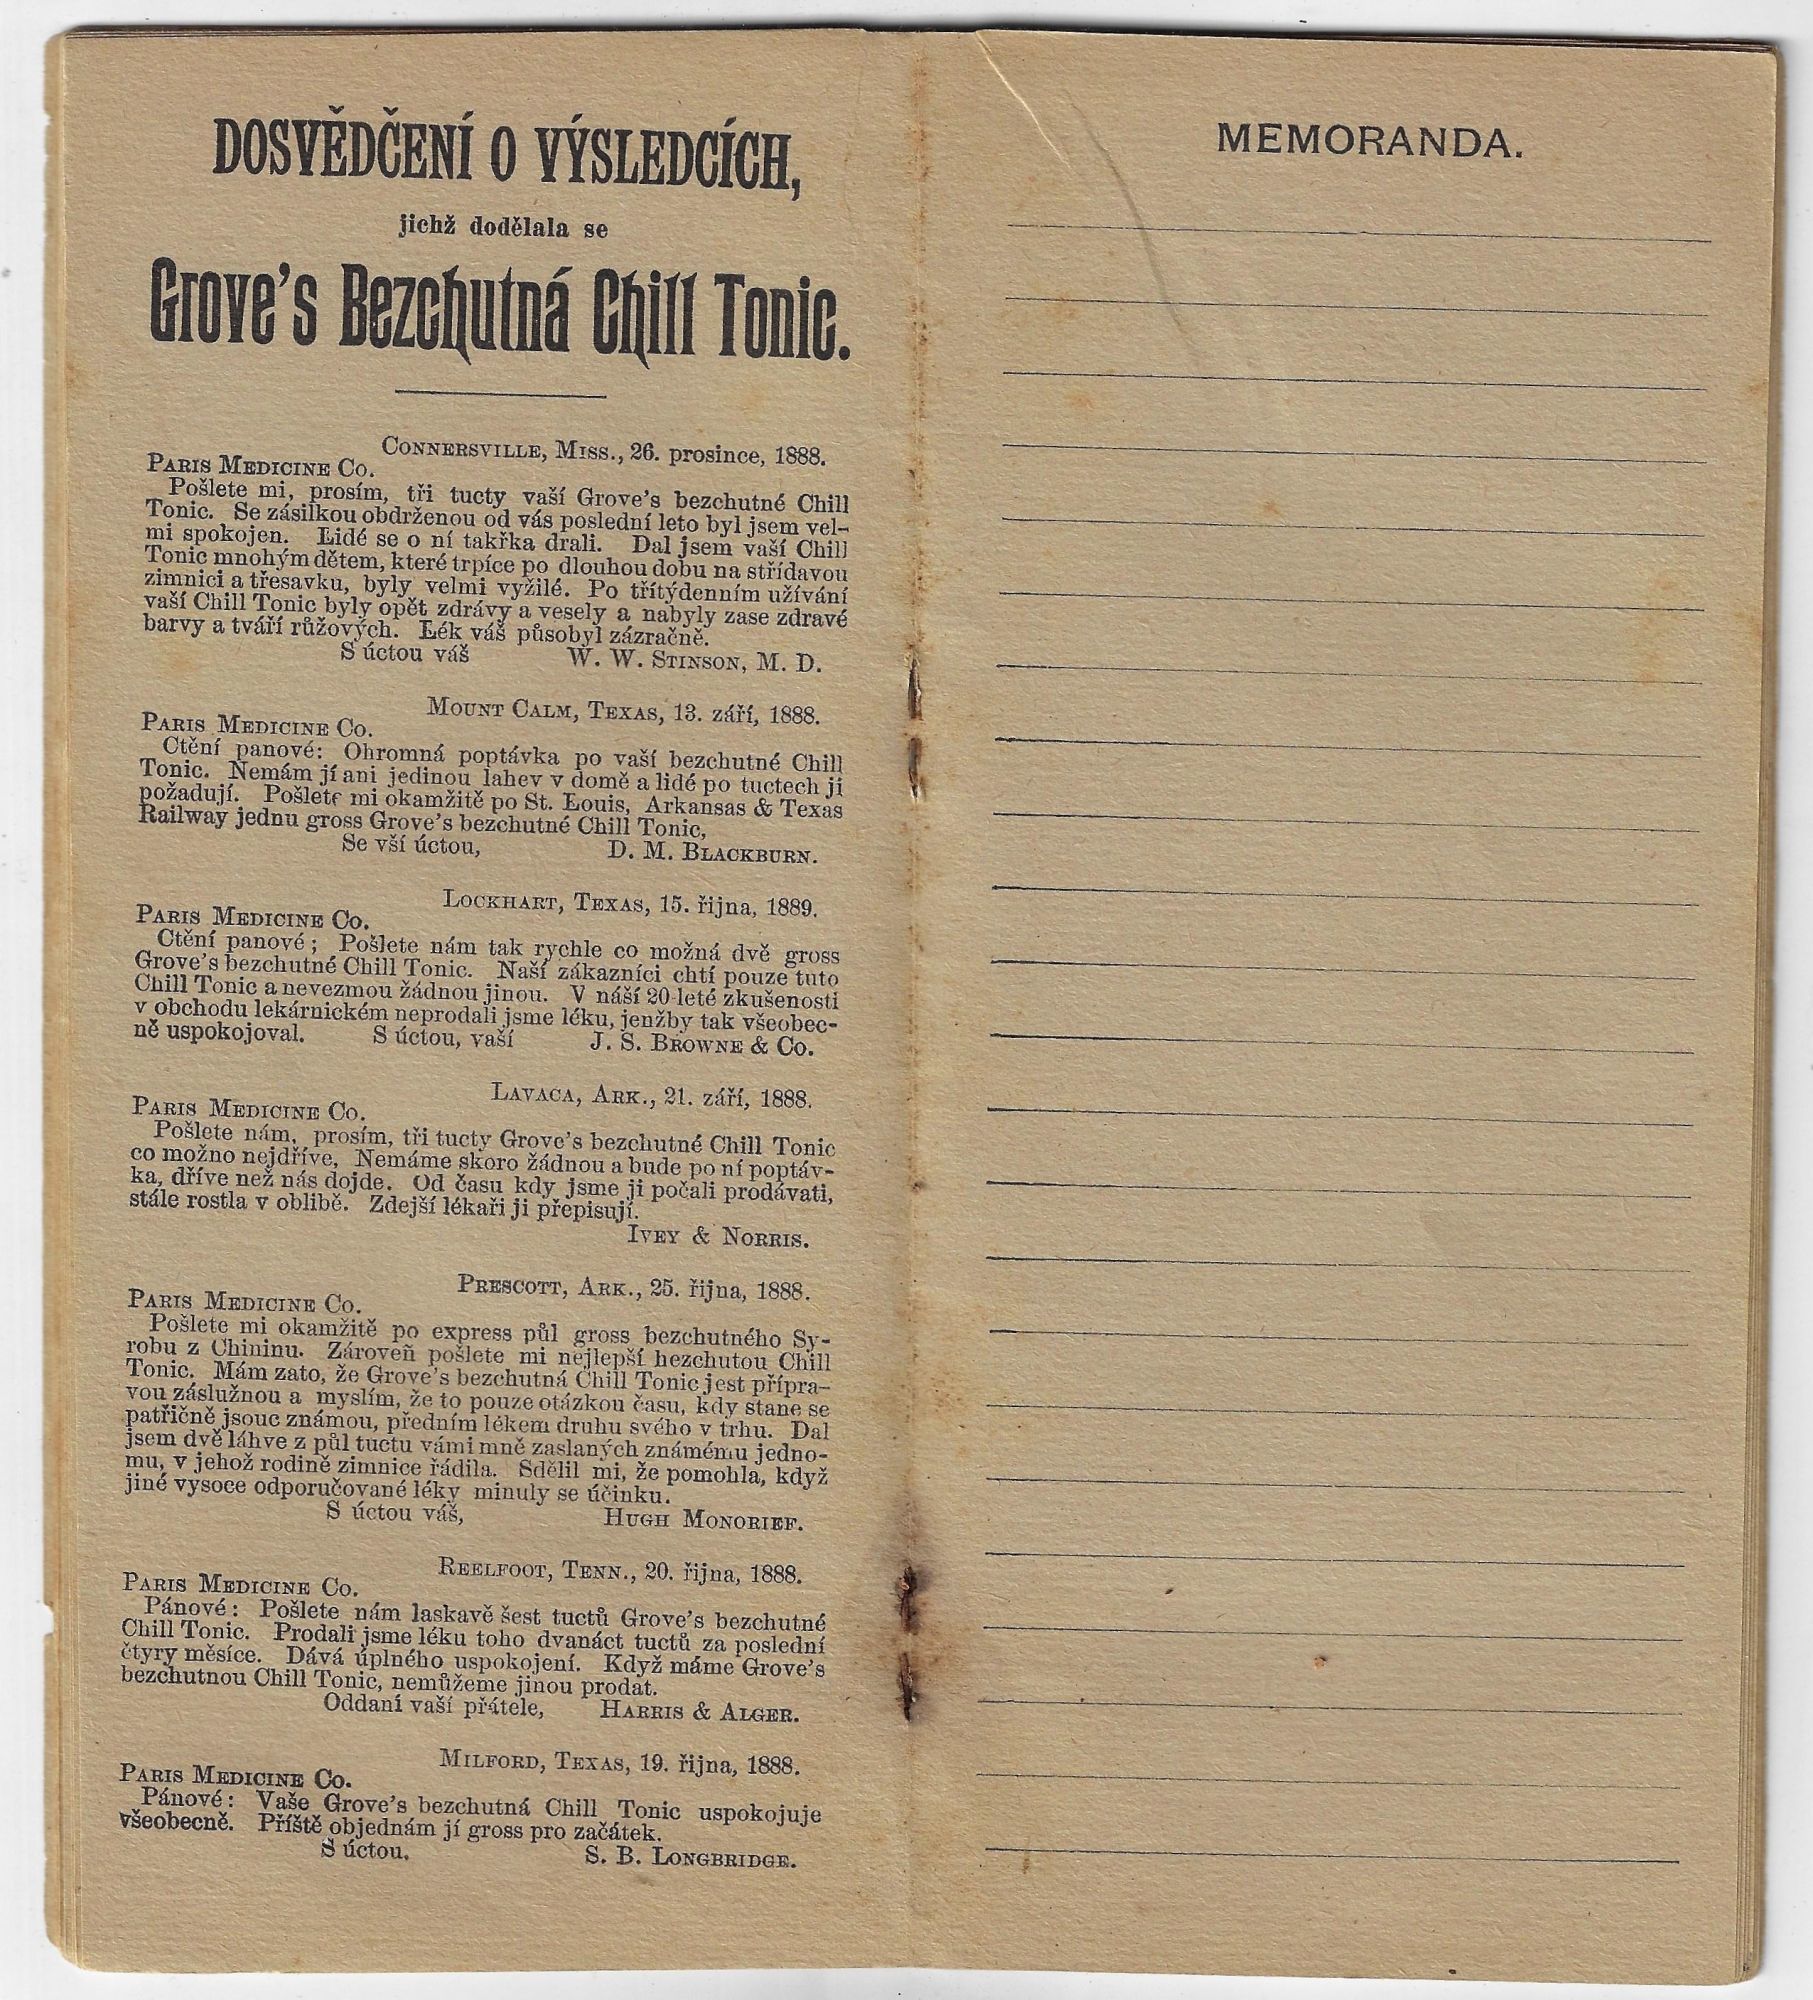 DOSVĚDČENÍ O VÝSLEDCÍCH,
jichž dodělala se
Grove's Bezchutná Chill Tonic.
CONNERSVILLE, MISS., 26. prosince, 1888.
PARIS MEDICINE CO.
Pošlete mi, prosím, tři tucty vaší Grove's bezchutné Chill
Tonic. Se zásilkou obdrženou od vás poslední leto byl jsem vel-
mi spokojen. Lidé se o ní takřka drali. Dal jsem vaší Chill
Tonic mnohým dětem, které trpíce po dlouhou dobu na střídavou
zimnici a třesavku, byly velmi vyžilé. Po třítýdenním užívání
vaší Chill Tonic byly opět zdrávy a vesely a nabyly zase zdravé
barvy a tváří růžových. Lék váš působyl zázračně.
S úctou váš W. W. STINSON, M. D.
MOUNT CALM, TEXAS, 13. září, 1888.
PARIS MEDICINE CO.
Ctění panové: Ohromná poptávka po vaší bezchutné Chill
Tonic. Nemám jí ani jedinou lahev v domě a lidé po tuctech ji
požadují. Pošlete mi okamžitě po St. Louis, Arkansas & Texas
Railway jednu gross Grove's bezchutné Chill Tonic,
Se vší úctou, D. M. BLACKBURN.
LOCKHART, TEXAS, 15. řijna, 1889.
PARIS MEDICINE CO.
Ctění panové; Pošlete nám tak rychle co možná dvě gross
Grove's bezchutné Chill Tonic. Naší zákazníci chtí pouze tuto
Chill Tonic a nevezmou žádnou jinou. V náší 20 leté zkušenosti
v obchodu lekárnickém neprodali jsme léku, jenžby tak všeobec-
ně uspokojoval. S úctou, vaší J. S. BROWNE & CO.
LAVACA, ARK., 21. září, 1888.
PARIS MEDICINE CO.
Pošlete nám, prosím, tři tucty Grove's bezchutné Chill Tonic
co možno nejdříve, Nemáme skoro žádnou a bude po ní poptáv-
ka, dříve než nás dojde. Od času kdy jsme ji počali prodávati,
stále rostla v oblibě. Zdejší lékaři ji přepisují.
IVEY & NORRIS.
PRESCOTT, ARK., 25. řijna, 1888.
PARIS MEDICINE CO.
Pošlete mi okamžitě po express půl gross bezchutného Sy-
robu z Chininu. Zároveň pošlete mi nejlepší hezchutou Chill
Tonic. Mám zato, že Grove's bezchutná Chill Tonic jest přípra-
vou záslužnou a myslím, že to pouze otázkou času, kdy stane se
patřičně jsouc známou, předním lékem druhu svého v trhu. Dal
jsem dvě láhve z půl tuctu vámi mně zaslaných známému jedno-
mu, v jehož rodině zimnice řádila. Sdělil mi, že pomohla, když
jiné vysoce odporučované léky minuly se účinku.
S úctou váš, HUGH MONORIEF.
REELFOOT, TENN., 20. řijna, 1888.
PARIS MEDICINE CO.
Pánové: Pošlete nám laskavě šest tuctů Grove's bezchutné
Chill Tonic. Prodali jsme léku toho dvanáct tuctů za poslední
čtyry měsíce. Dává úplného uspokojení. Když máme Grove's
bezchutnou Chill Tonic, nemůžeme jinou prodat.
Oddaní vaší přátele, HARRIS & ALGER.
MILFORD, TEXAS, 19. řijna, 1888.
PARIS MEDICINE CO.
Pánové: Vaše Grove's bezchutná Chill Tonic uspokojuje
všeobecně. Příště objednám jí gross pro začátek.
S úctou. S. B. LONGBRIDGE.
MEMORANDA.